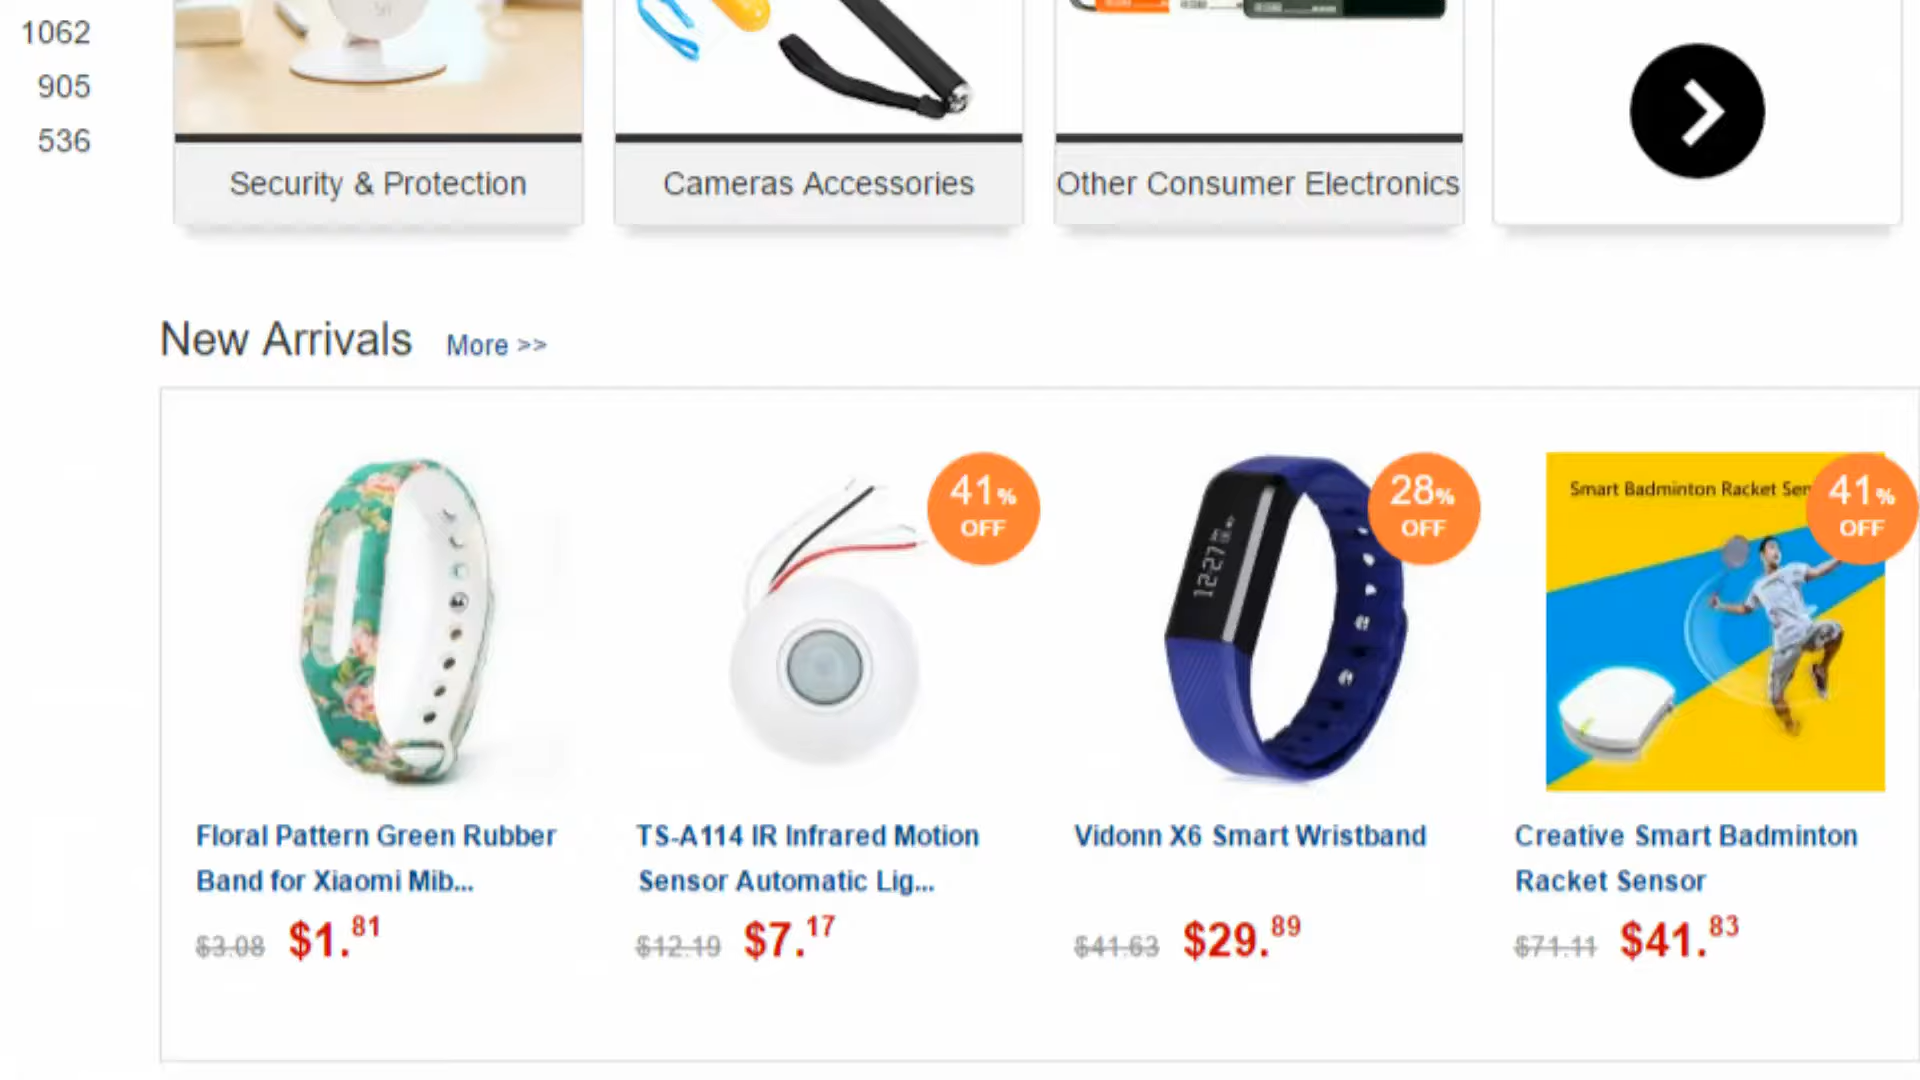 1062
905
536
Security & Protection
Cameras Accessories
Other Consumer Electronics
New Arrivals More >>
41% OFF
28% OFF
12:27
Smart Badminton Racket Sen
41% OFF
Floral Pattern Green Rubber
Band for Xiaomi Mib...
$3.08 $1.81
TS-A114 IR Infrared Motion
Sensor Automatic Lig...
$12.19 $7.17
Vidonn X6 Smart Wristband
$41.63 $29.89
Creative Smart Badminton
Racket Sensor
$71.11 $41.83